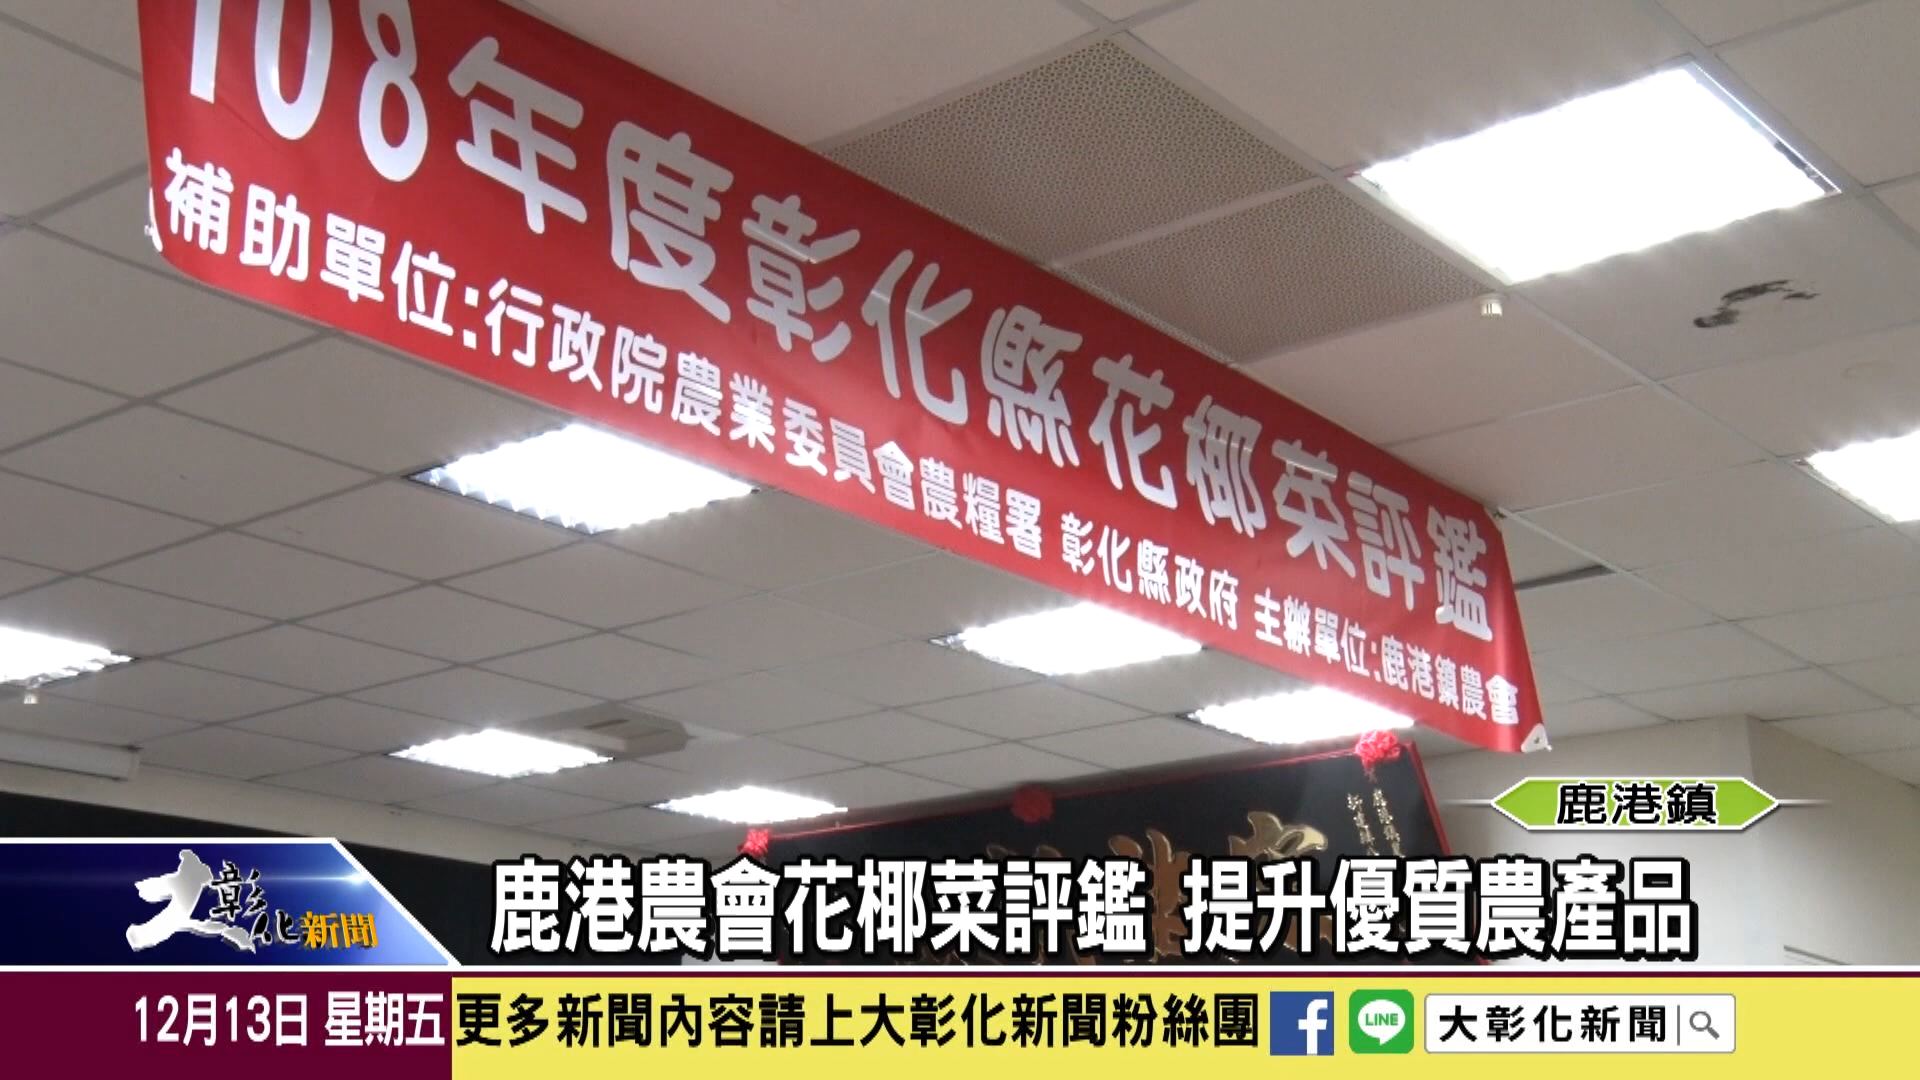 108年度彰化縣花椰菜評鑑
補助單位:行政院農業委員會農糧署 彰化縣政府 主辦單位:鹿港鎮農會
鹿港鎮
大彰化新聞
鹿港農會花椰菜評鑑 提升優質農產品
12月13日 星期五
更多新聞內容請上大彰化新聞粉絲團
f
LINE
大彰化新聞